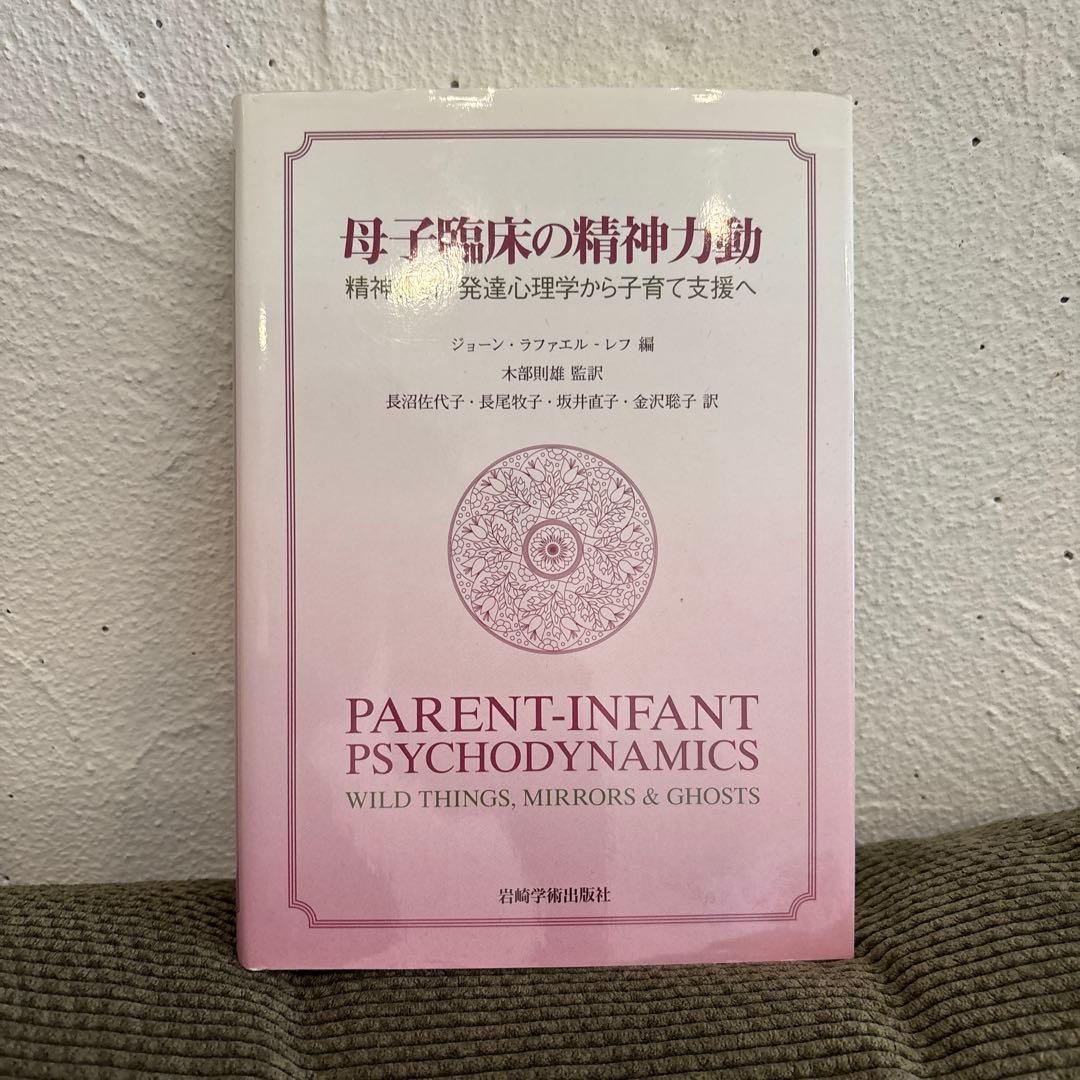 母子臨床の精神力動
精神 発達心理学から子育て支援へ
ジョーン・ラファエル - レフ 編
木部則雄 監訳
長沼佐代子・長尾牧子・坂井直子・金沢聡子 訳
PARENT-INFANT
PSYCHODYNAMICS
WILD THINGS, MIRRORS & GHOSTS
岩崎学術出版社